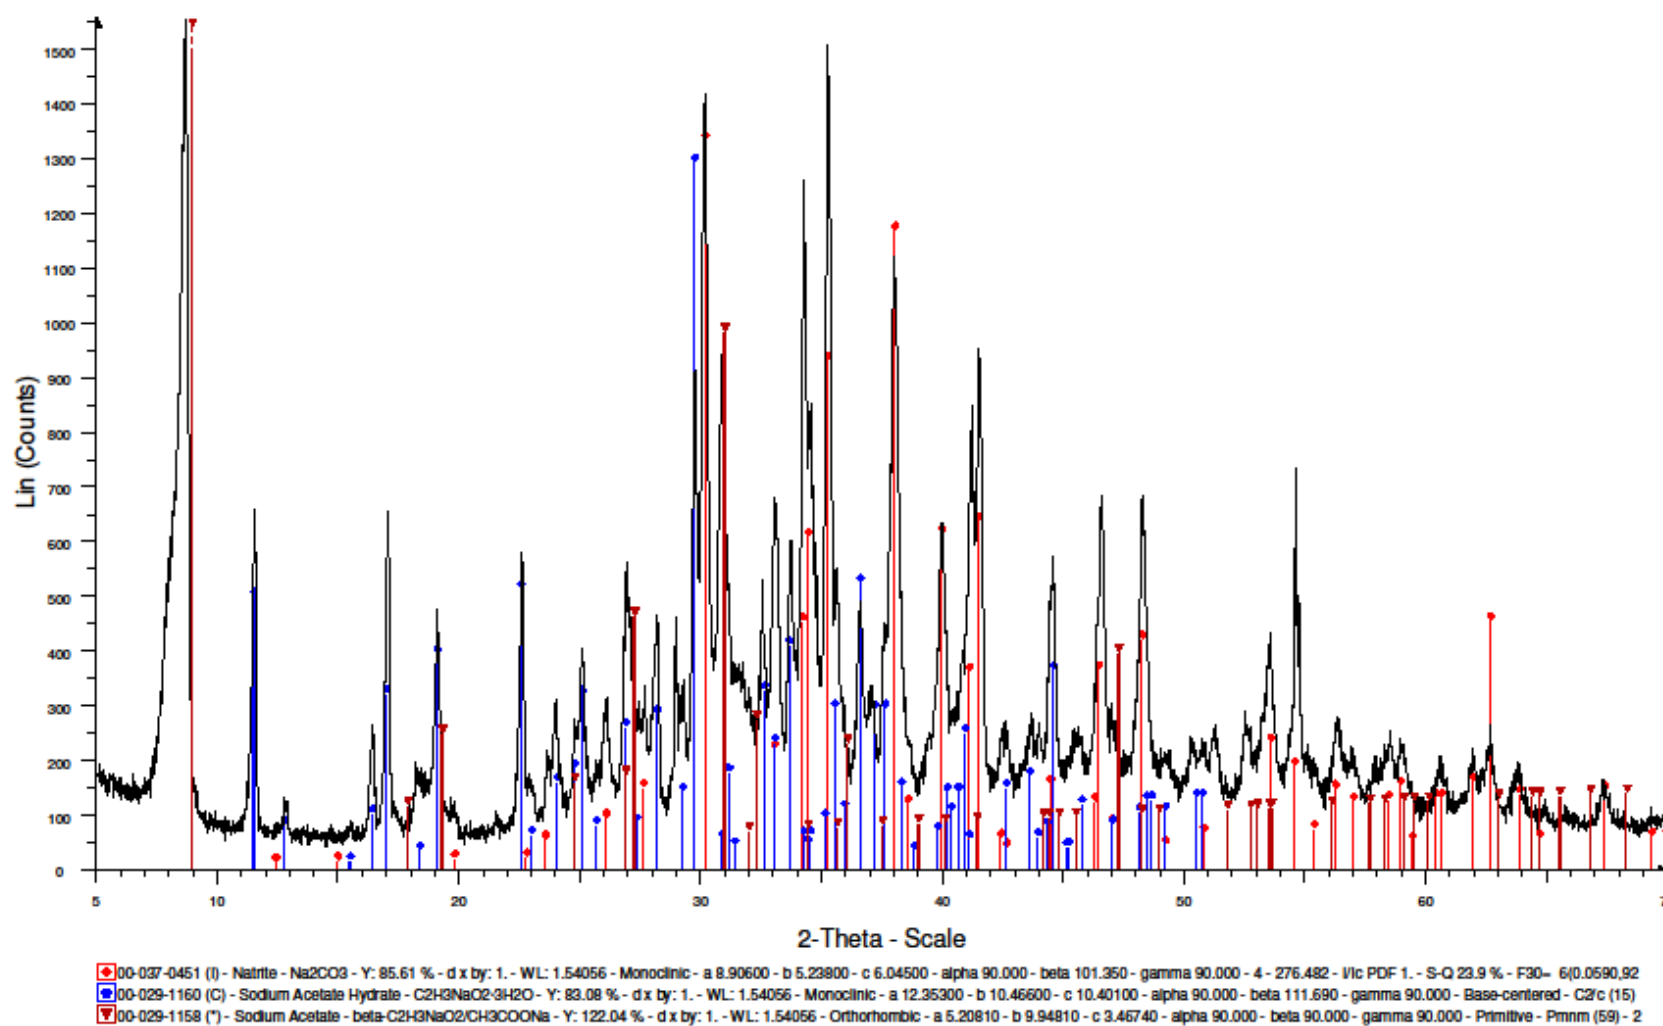 1500
1400
1300
1200
1100
1000
900
800
700
600
500
400
300
200
100
0
Lin (Counts)
5 10 20 30 40 50 60 7
2-Theta - Scale
00-037-0451 (I) - Natrite - Na2CO3 - Y: 85.61 % - d x by: 1. - WL: 1.54056 - Monoclinic - a 8.90600 - b 5.23800 - c 6.04500 - alpha 90.000 - beta 101.350 - gamma 90.000 - 4 - 276.482 - I/Ic PDF 1. - S-Q 23.9 % - F30= 6(0.0590,92
00-029-1160 (C) - Sodium Acetate Hydrate - C2H3NaO2·3H2O - Y: 83.08 % - d x by: 1. - WL: 1.54056 - Monoclinic - a 12.35300 - b 10.46600 - c 10.40100 - alpha 90.000 - beta 111.690 - gamma 90.000 - Base-centered - C2/c (15)
00-029-1158 (*) - Sodium Acetate - beta-C2H3NaO2/CH3COONa - Y: 122.04 % - d x by: 1. - WL: 1.54056 - Orthorhombic - a 5.20810 - b 9.94810 - c 3.46740 - alpha 90.000 - beta 90.000 - gamma 90.000 - Primitive - Pmnm (59) - 2